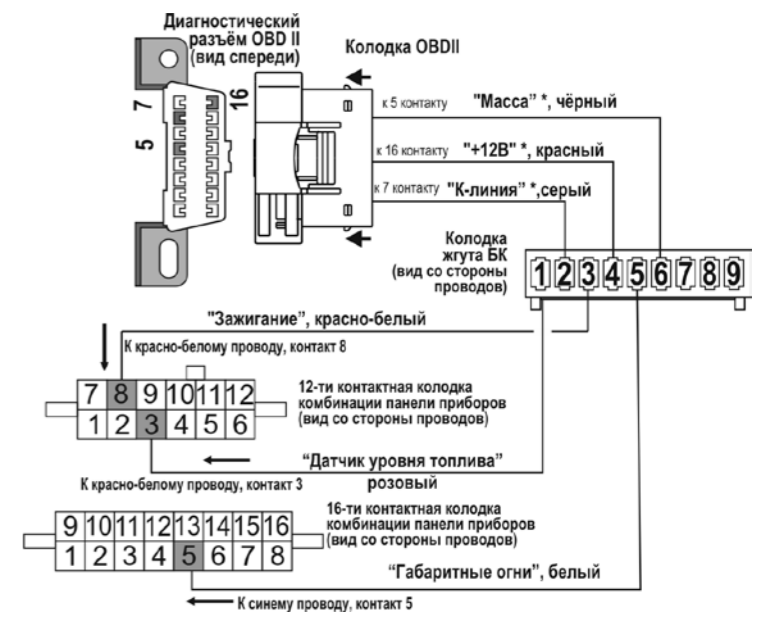 Диагностический
разъём OBD II
(вид спереди)
Колодка OBDII
7
16
5
к 5 контакту "Масса" *, чёрный
к 16 контакту "+12В" *, красный
к 7 контакту "К-линия" *,серый
Колодка
жгута БК
(вид со стороны
проводов)
1 2 3 4 5 6 7 8 9
"Зажигание", красно-белый
К красно-белому проводу, контакт 8
7 8 9 10 11 12
1 2 3 4 5 6
12-ти контактная колодка
комбинации панели приборов
(вид со стороны проводов)
"Датчик уровня топлива"
розовый
К красно-белому проводу, контакт 3
16-ти контактная колодка
комбинации панели приборов
(вид со стороны проводов)
9 10 11 12 13 14 15 16
1 2 3 4 5 6 7 8
"Габаритные огни", белый
К синему проводу, контакт 5